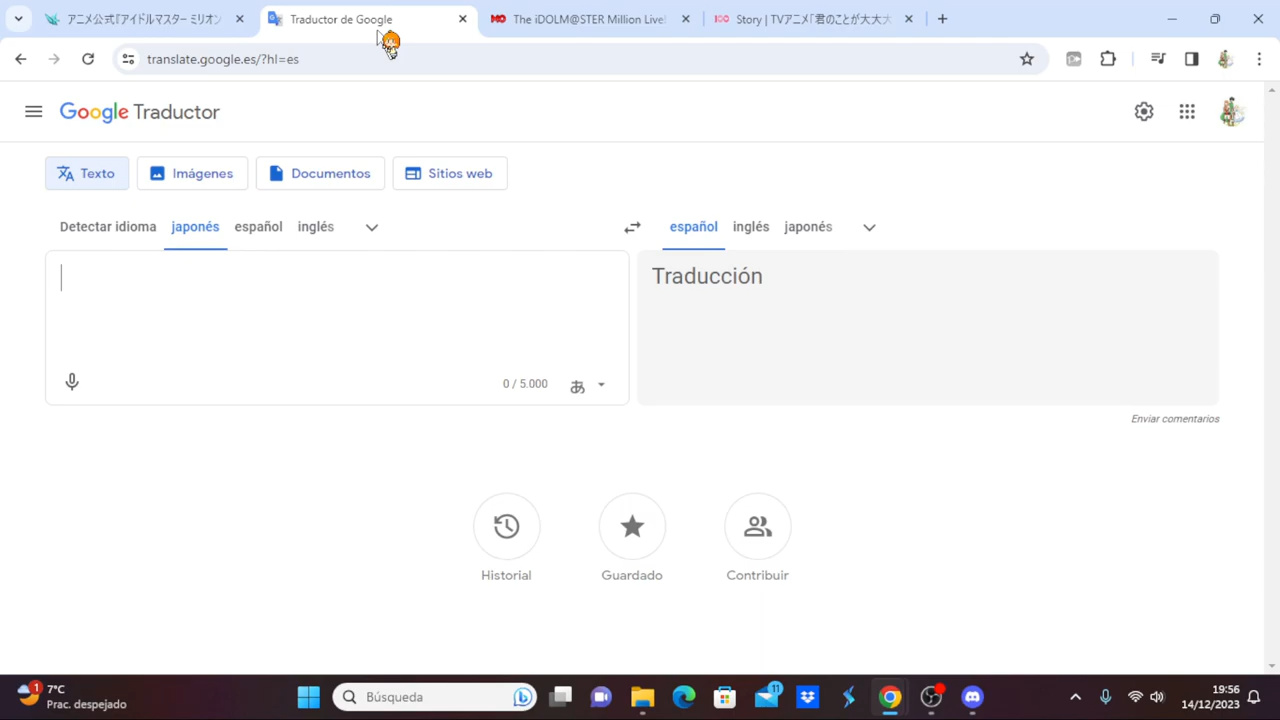 アニメ公式『アイドルマスター ミリオン
Traductor de Google
The iDOLM@STER Million Live!
Story | TVアニメ「君のことが大大大
translate.google.es/?hl=es
Google Traductor
Texto
Imágenes
Documentos
Sitios web
Detectar idioma japonés español inglés
español inglés japonés
Traducción
0 / 5.000
あ
Enviar comentarios
Historial
Guardado
Contribuir
1
7°C
Prac. despejado
Búsqueda
11
19:56
14/12/2023